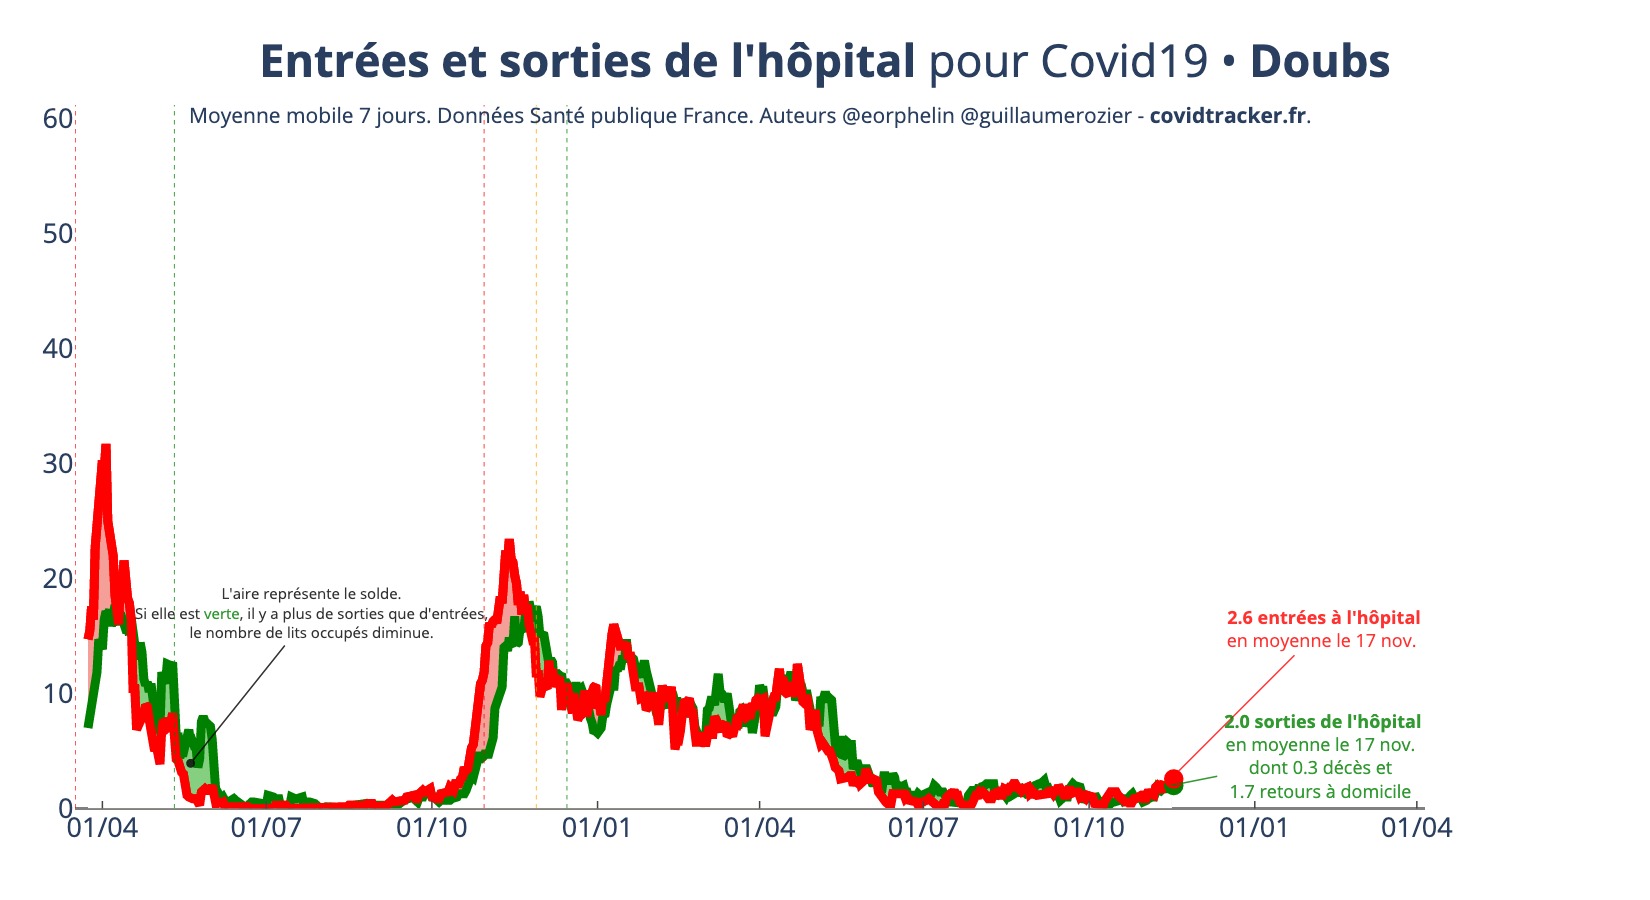 Entrées et sorties de l'hôpital pour Covid19 • Doubs
Moyenne mobile 7 jours. Données Santé publique France. Auteurs @eorphelin @guillaumerozier - covidtracker.fr.
60
50
40
30
20
10
0
L'aire représente le solde.
Si elle est verte, il y a plus de sorties que d'entrées,
le nombre de lits occupés diminue.
2.6 entrées à l'hôpital
en moyenne le 17 nov.
2.0 sorties de l'hôpital
en moyenne le 17 nov.
dont 0.3 décès et
1.7 retours à domicile
01/04 01/07 01/10 01/01 01/04 01/07 01/10 01/01 01/04